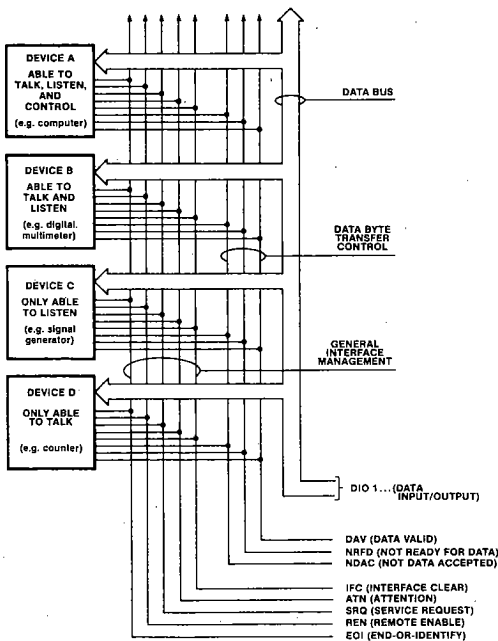 DEVICE A
ABLE TO
TALK, LISTEN,
AND
CONTROL
(e.g. computer)
DATA BUS
DEVICE B
ABLE TO
TALK AND
LISTEN
(e.g. digital.
multimeter)
DATA BYTE
TRANSFER
CONTROL
DEVICE C
ONLY ABLE
TO LISTEN
(e.g. signal
generator)
GENERAL
INTERFACE
MANAGEMENT
DEVICE D
ONLY ABLE
TO TALK
(e.g. counter)
DIO 1...(DATA
INPUT/OUTPUT)
DAV (DATA VALID)
NRFD (NOT READY FOR DATA)
NDAC (NOT DATA ACCEPTED)
IFC (INTERFACE CLEAR)
ATN (ATTENTION)
SRQ (SERVICE REQUEST)
REN (REMOTE ENABLE)
EOI (END-OR-IDENTIFY)